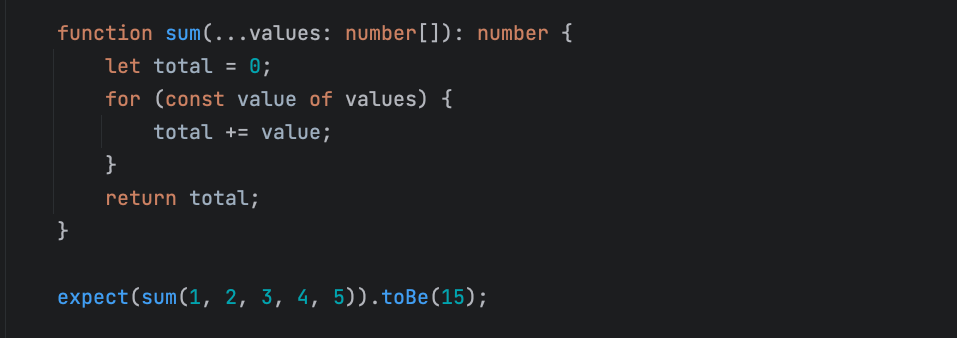 function sum(...values: number[]): number {
    let total = 0;
    for (const value of values) {
        total += value;
    }
    return total;
}

expect(sum(1, 2, 3, 4, 5)).toBe(15);